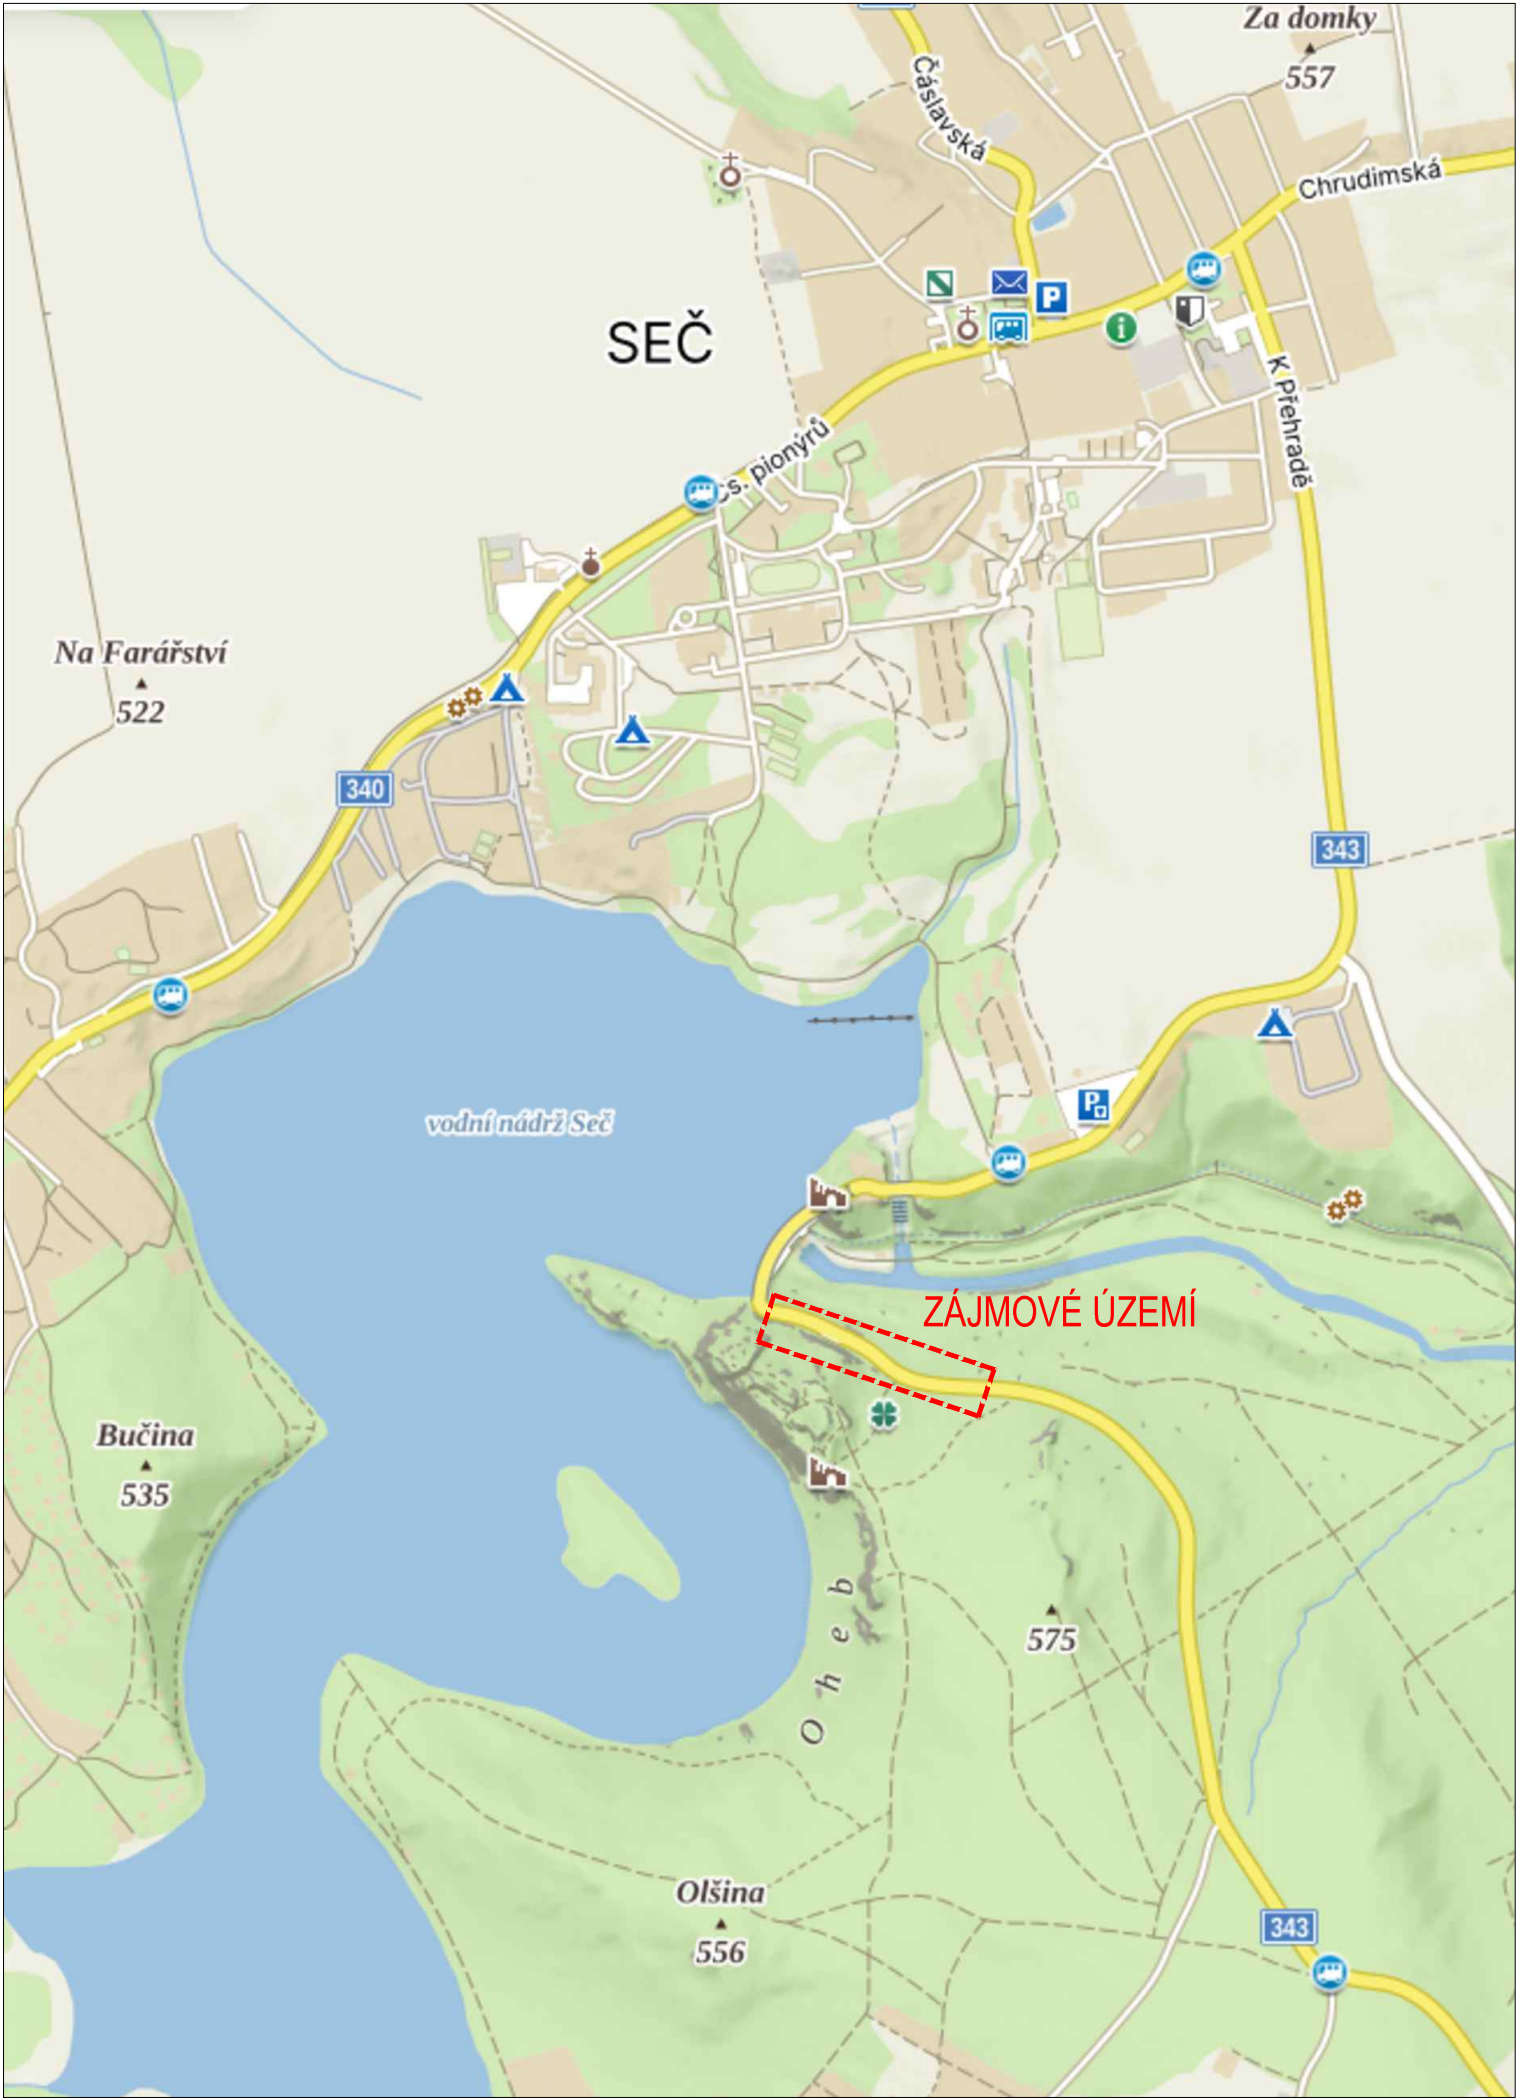 Za domky
557
Čáslavská
Chrudimská
P
i
SEČ
K Přehradě
Čs. pionýrů
Na Farářství
522
340
343
P
vodní nádrž Seč
ZÁJMOVÉ ÚZEMÍ
Bučina
535
Oheb
575
Olšina
556
343